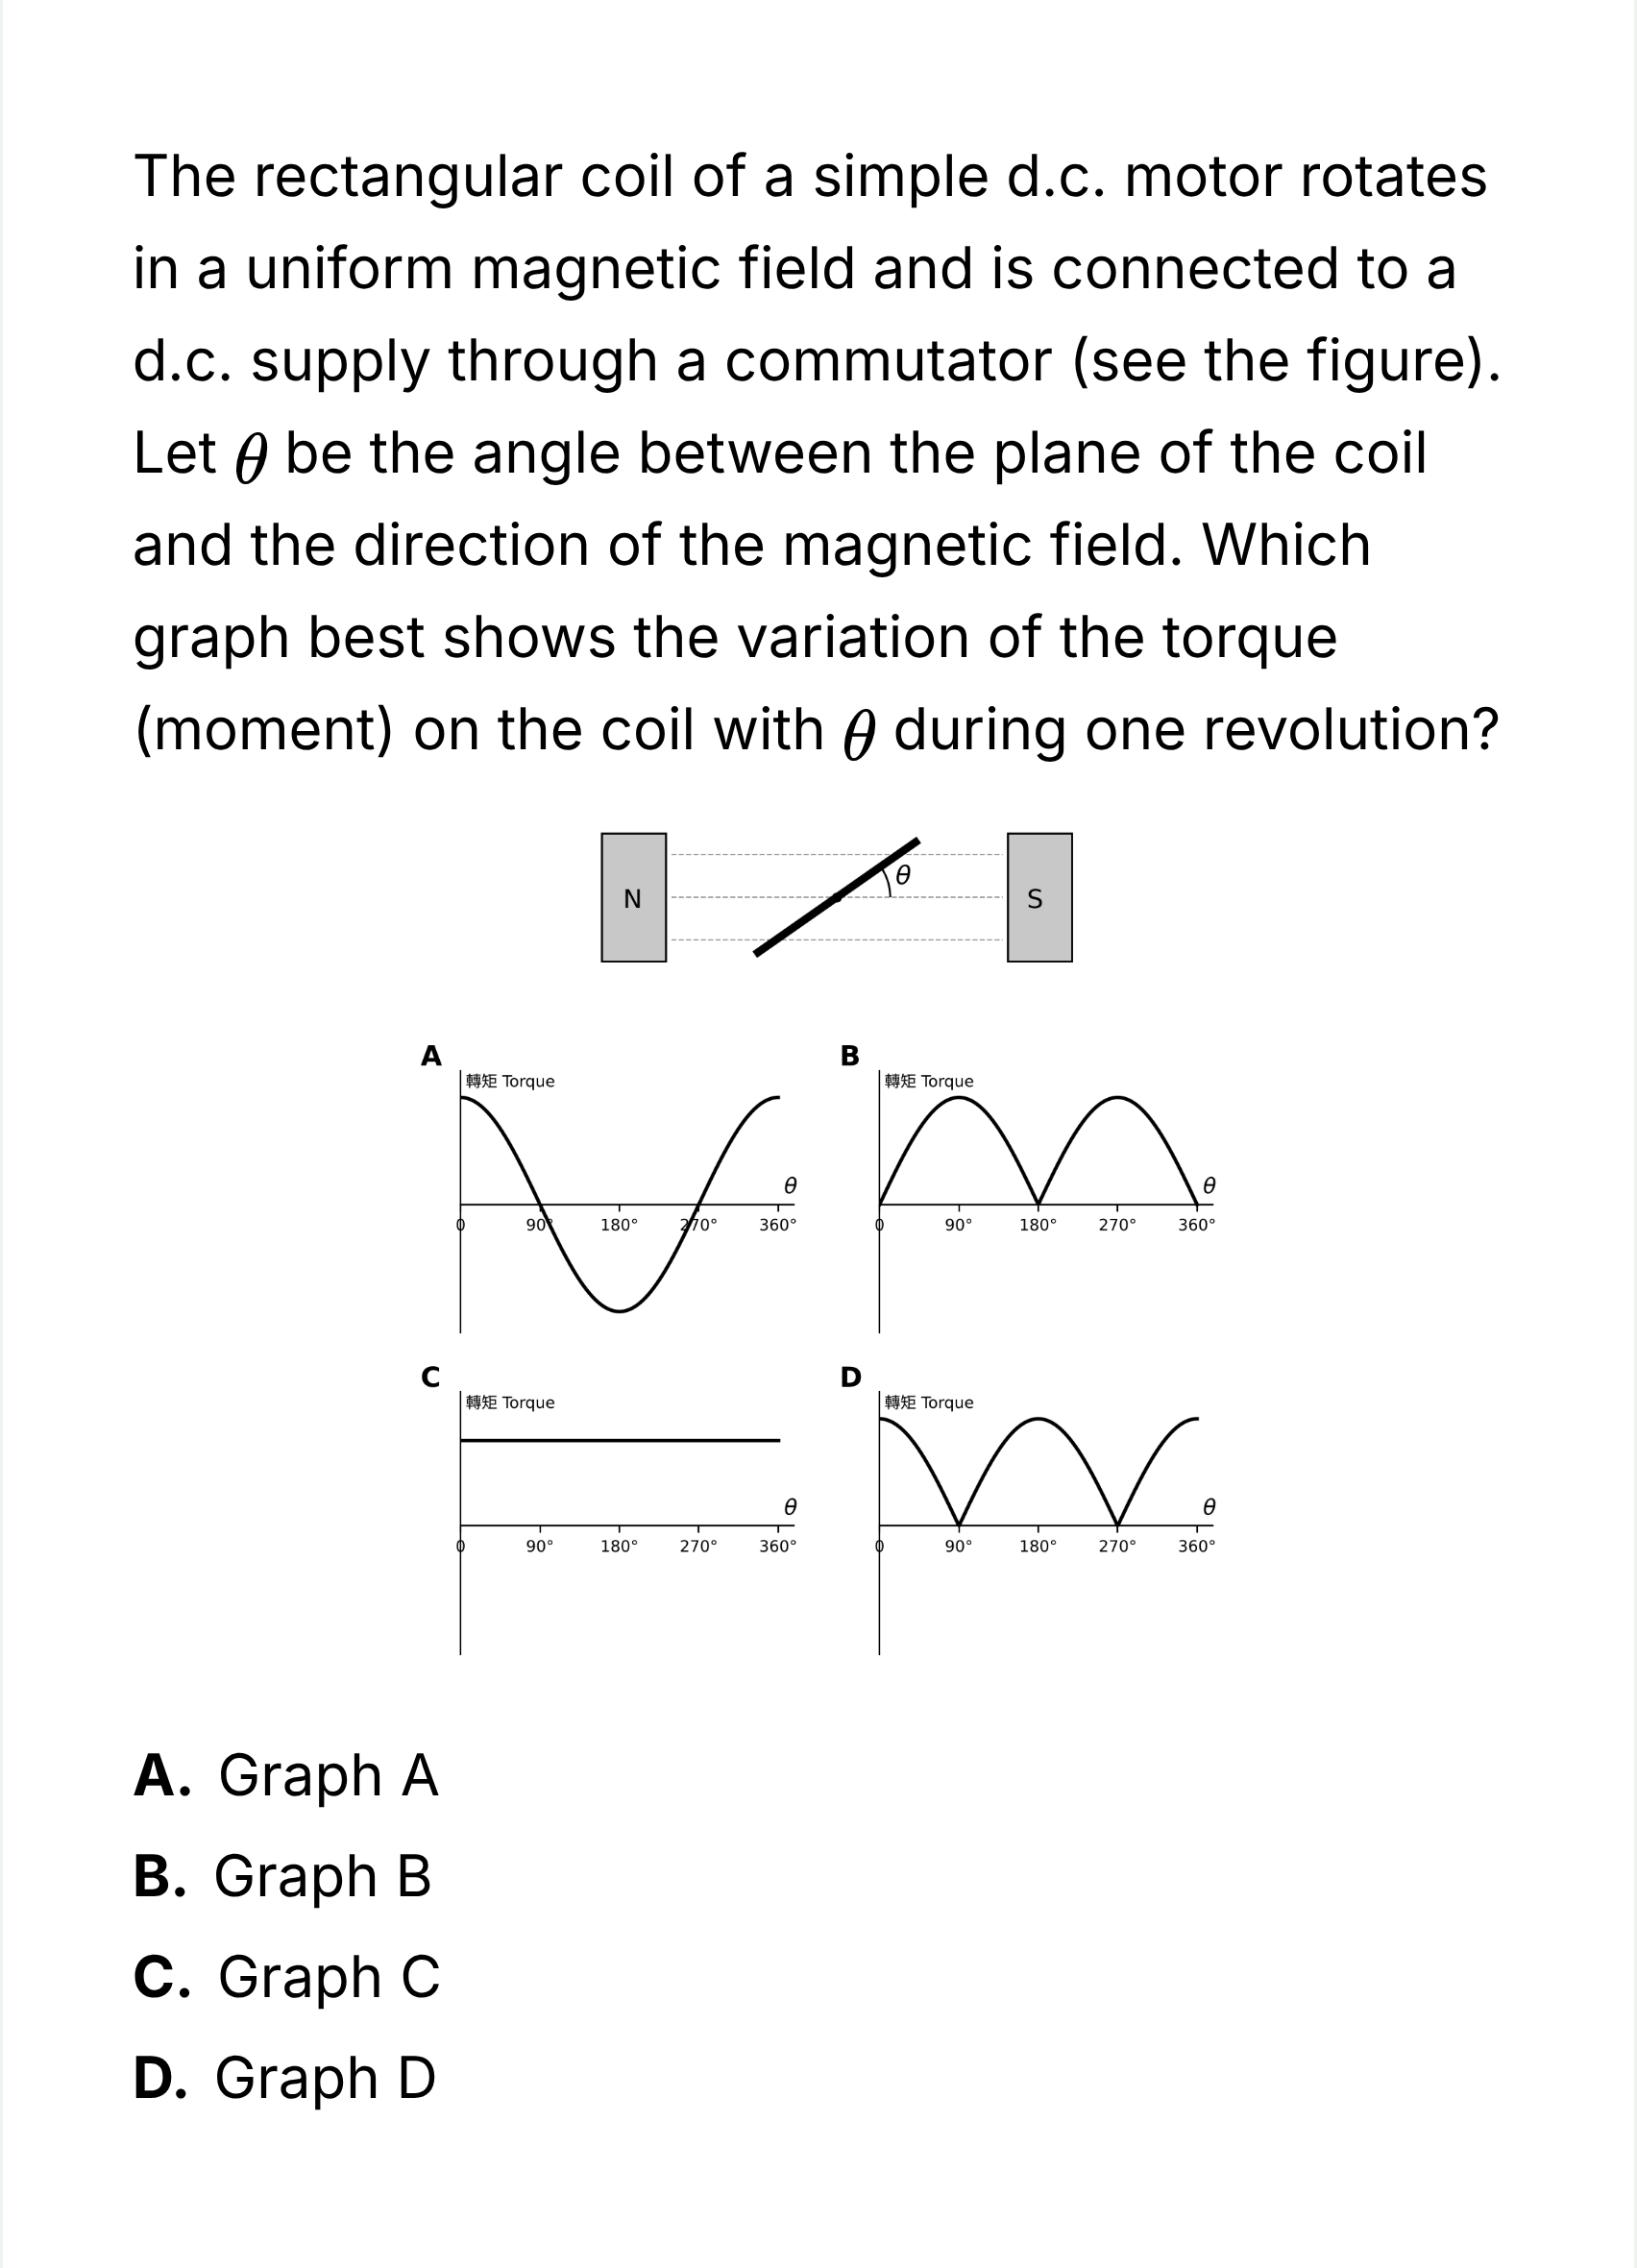 The rectangular coil of a simple d.c. motor rotates
in a uniform magnetic field and is connected to a
d.c. supply through a commutator (see the figure).
Let θ be the angle between the plane of the coil
and the direction of the magnetic field. Which
graph best shows the variation of the torque
(moment) on the coil with θ during one revolution?
N θ S
A B
轉矩 Torque 轉矩 Torque
θ θ
0 90° 180° 270° 360° 0 90° 180° 270° 360°
C D
轉矩 Torque 轉矩 Torque
θ θ
0 90° 180° 270° 360° 0 90° 180° 270° 360°
A. Graph A
B. Graph B
C. Graph C
D. Graph D